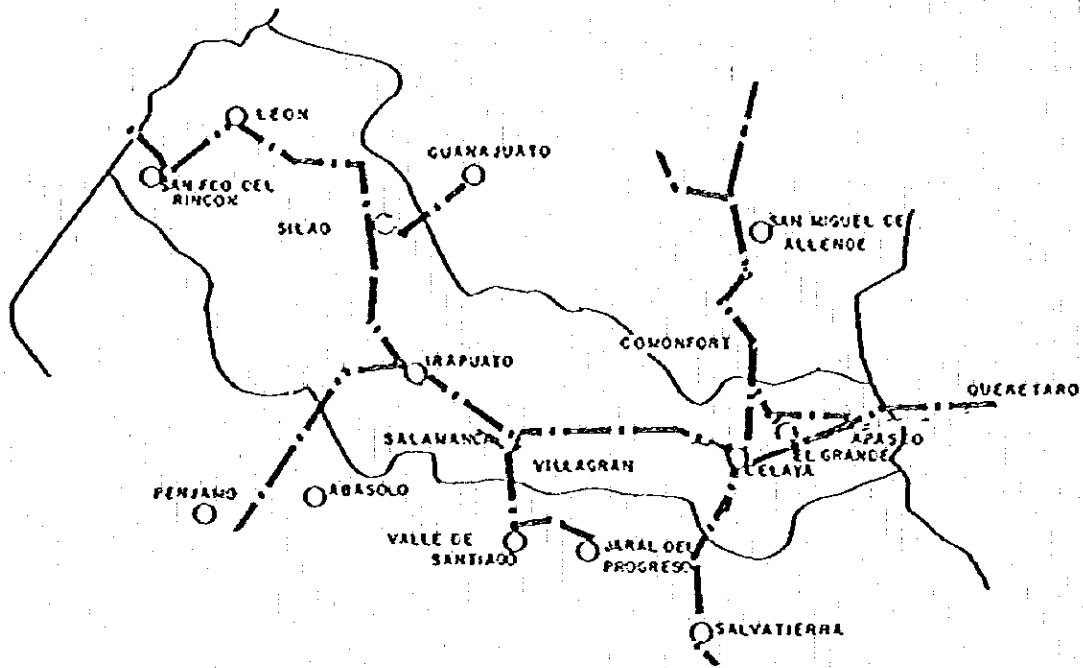 LEON
GUANAJUATO
SAN FCO DEL
RINCON
SILAO
SAN MIGUEL DE
ALLENDE
COMONFORT
IRAPUATO
QUERETARO
SALAMANCA
APASEO
EL GRANDE
VILLAGRAN
CELAYA
PENJAMO
ABASOLO
VALLE DE
SANTIAGO
JARAL DEL
PROGRESO
SALVATIERRA